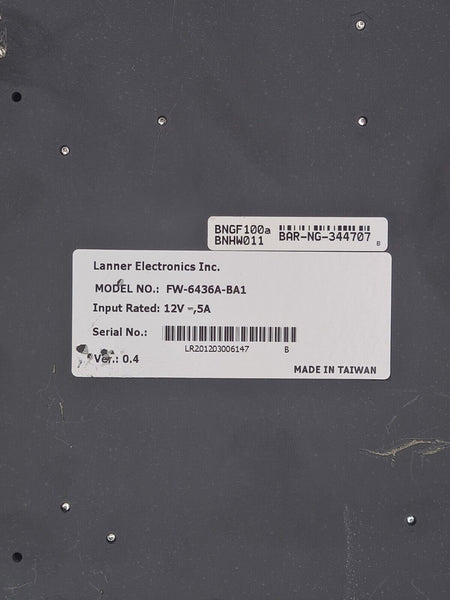 BNGF100a
BNHW011 BAR-NG-344707 B
Lanner Electronics Inc.
MODEL NO.: FW-6436A-BA1
Input Rated: 12V ⎓,5A
Serial No.:
LR201203006147 B
Ver.: 0.4
MADE IN TAIWAN